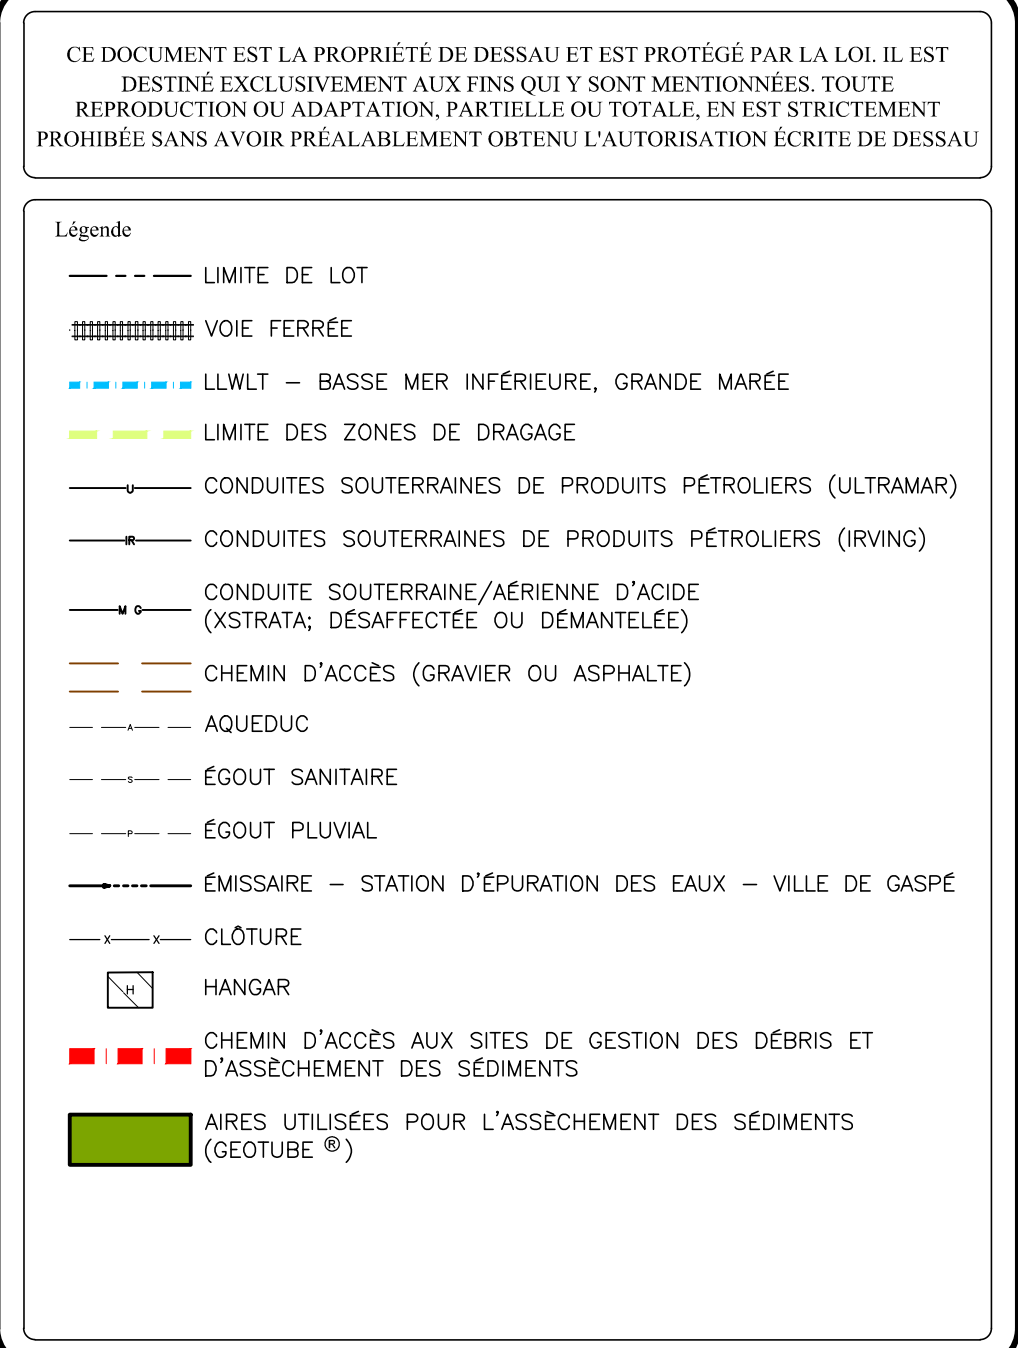 CE DOCUMENT EST LA PROPRIÉTÉ DE DESSAU ET EST PROTÉGÉ PAR LA LOI. IL EST
DESTINÉ EXCLUSIVEMENT AUX FINS QUI Y SONT MENTIONNÉES. TOUTE
REPRODUCTION OU ADAPTATION, PARTIELLE OU TOTALE, EN EST STRICTEMENT
PROHIBÉE SANS AVOIR PRÉALABLEMENT OBTENU L'AUTORISATION ÉCRITE DE DESSAU
Légende
LIMITE DE LOT
VOIE FERRÉE
LLWLT – BASSE MER INFÉRIEURE, GRANDE MARÉE
LIMITE DES ZONES DE DRAGAGE
U CONDUITES SOUTERRAINES DE PRODUITS PÉTROLIERS (ULTRAMAR)
IR CONDUITES SOUTERRAINES DE PRODUITS PÉTROLIERS (IRVING)
M G CONDUITE SOUTERRAINE/AÉRIENNE D'ACIDE
(XSTRATA; DÉSAFFECTÉE OU DÉMANTELÉE)
CHEMIN D'ACCÈS (GRAVIER OU ASPHALTE)
A AQUEDUC
S ÉGOUT SANITAIRE
P ÉGOUT PLUVIAL
ÉMISSAIRE – STATION D'ÉPURATION DES EAUX – VILLE DE GASPÉ
X X CLÔTURE
H HANGAR
CHEMIN D'ACCÈS AUX SITES DE GESTION DES DÉBRIS ET
D'ASSÈCHEMENT DES SÉDIMENTS
AIRES UTILISÉES POUR L'ASSÈCHEMENT DES SÉDIMENTS
(GEOTUBE ®)